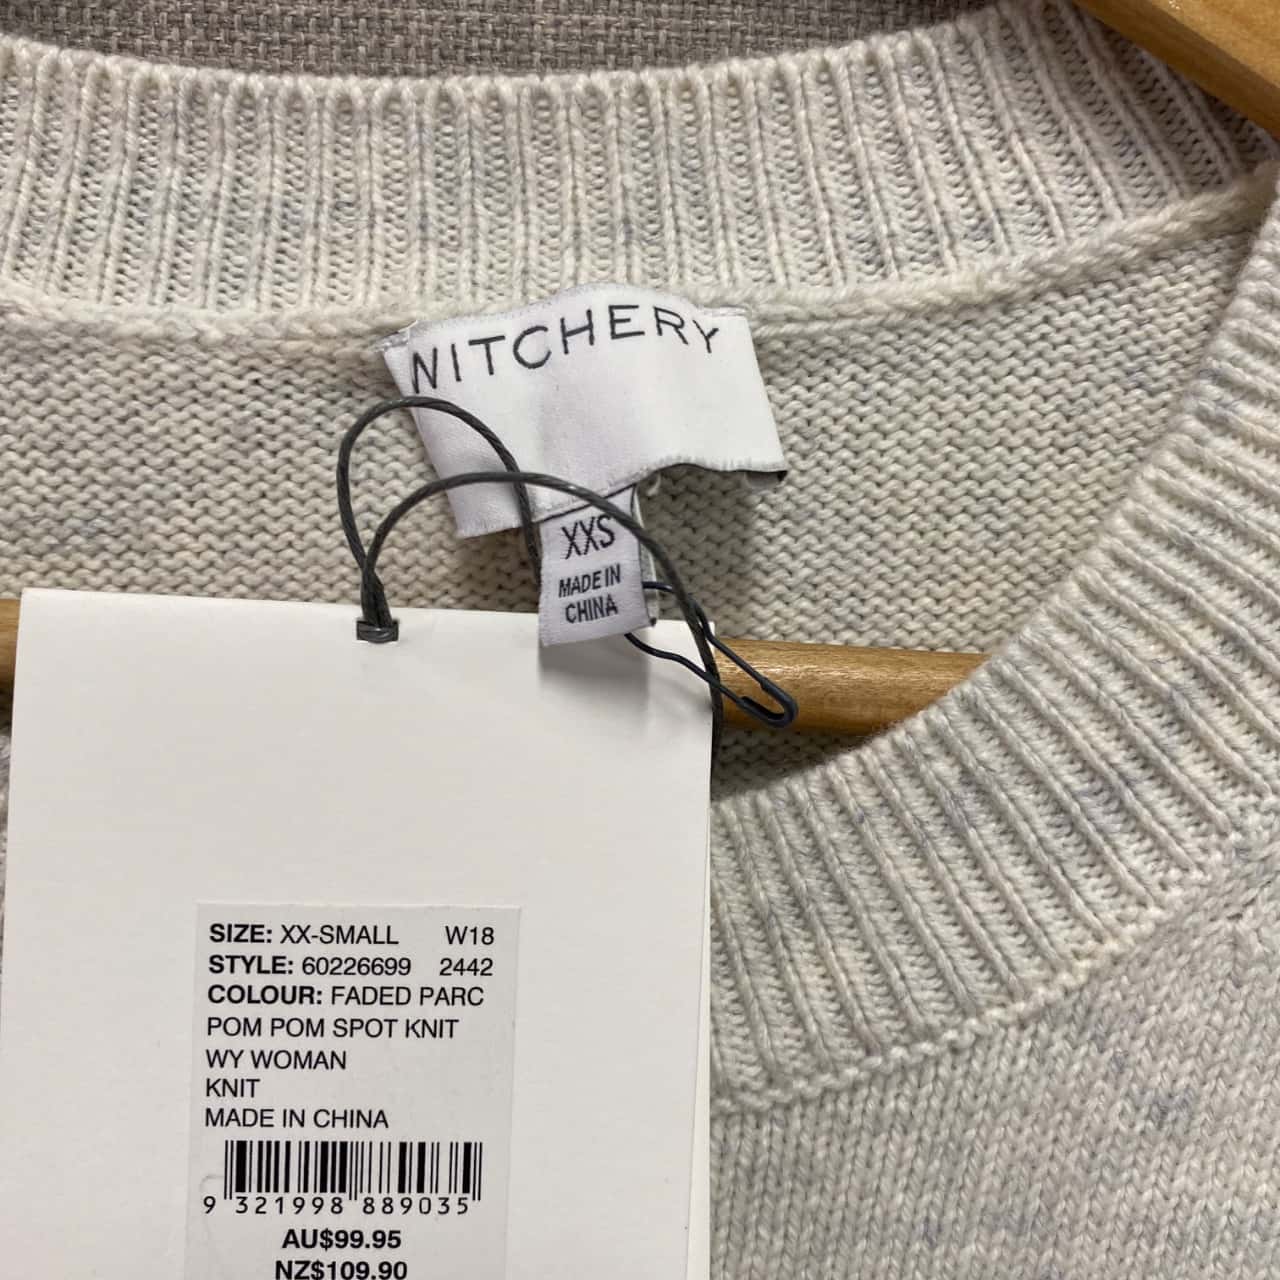 WITCHERY
XXS
MADE IN
CHINA
SIZE: XX-SMALL W18
STYLE: 60226699 2442
COLOUR: FADED PARC
POM POM SPOT KNIT
WY WOMAN
KNIT
MADE IN CHINA
9 321998 889035
AU$99.95
NZ$109.90